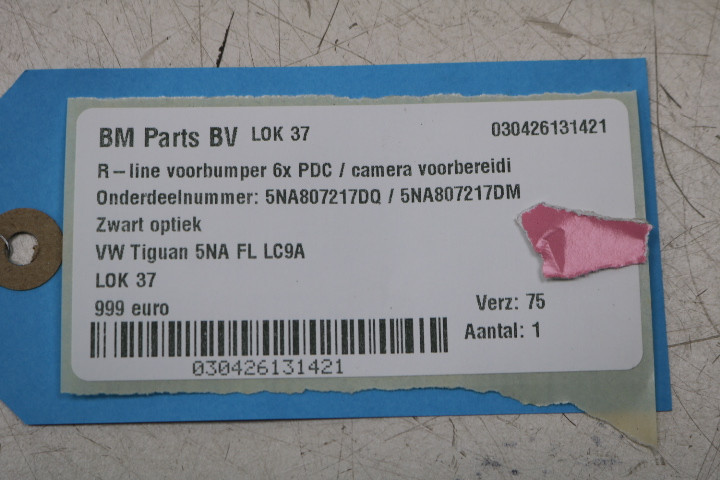 BM Parts BV LOK 37 030426131421
R-line voorbumper 6x PDC / camera voorbereidi
Onderdeelnummer: 5NA807217DQ / 5NA807217DM
Zwart optiek
VW Tiguan 5NA FL LC9A
LOK 37
999 euro Verz: 75
Aantal: 1
030426131421